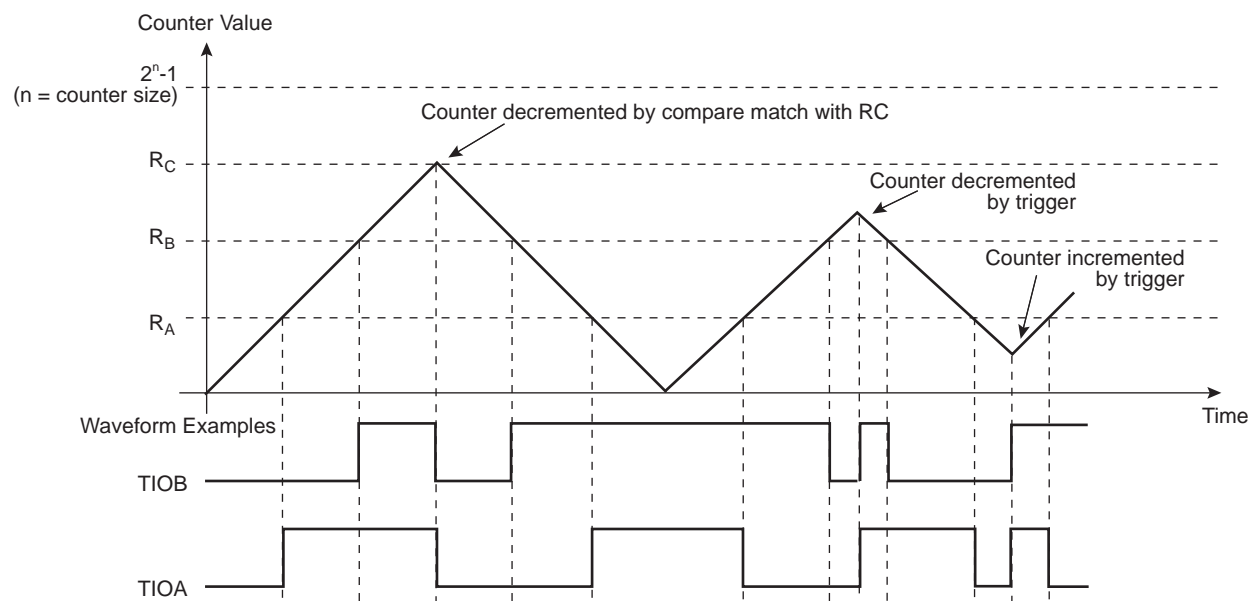 Counter Value
2ⁿ-1
(n = counter size)
Counter decremented by compare match with RC
R_C
Counter decremented
by trigger
R_B
Counter incremented
by trigger
R_A
Time
Waveform Examples
TIOB
TIOA